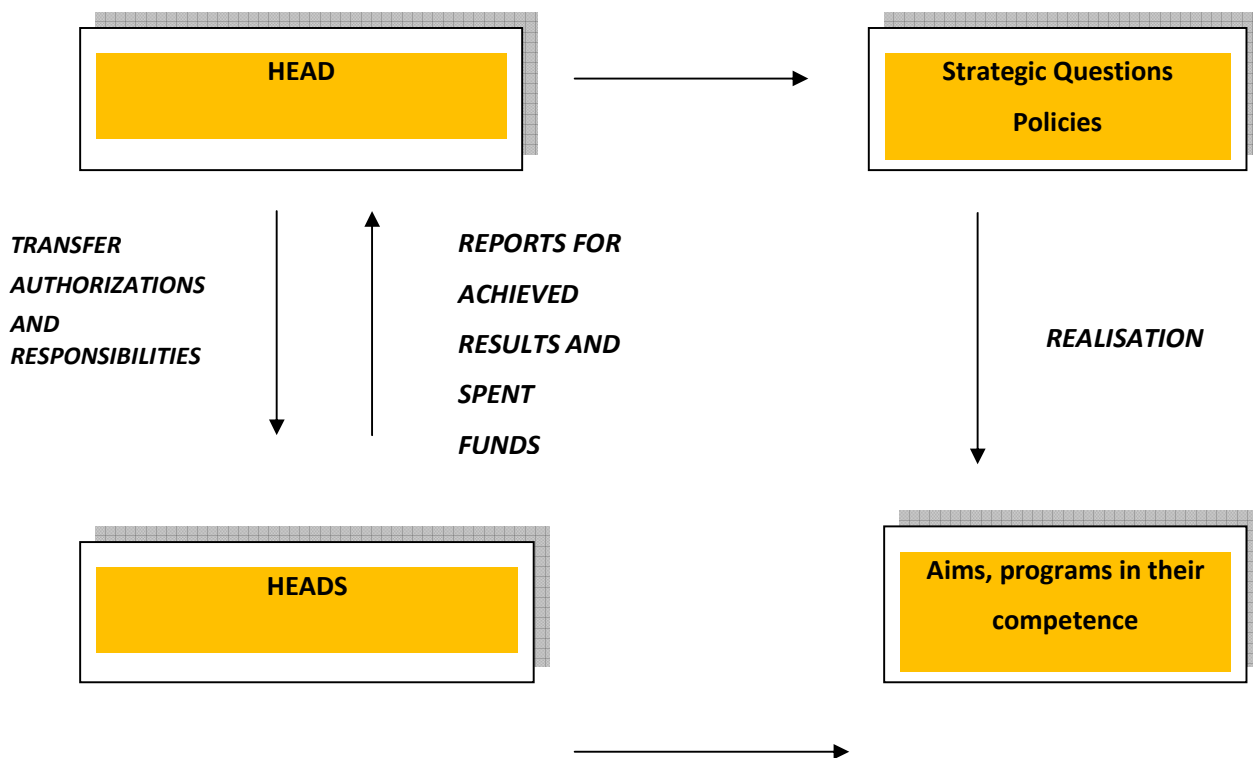 HEAD
Strategic Questions
Policies
TRANSFER
AUTHORIZATIONS
AND
RESPONSIBILITIES
REPORTS FOR
ACHIEVED
RESULTS AND
SPENT
FUNDS
REALISATION
HEADS
Aims, programs in their
competence